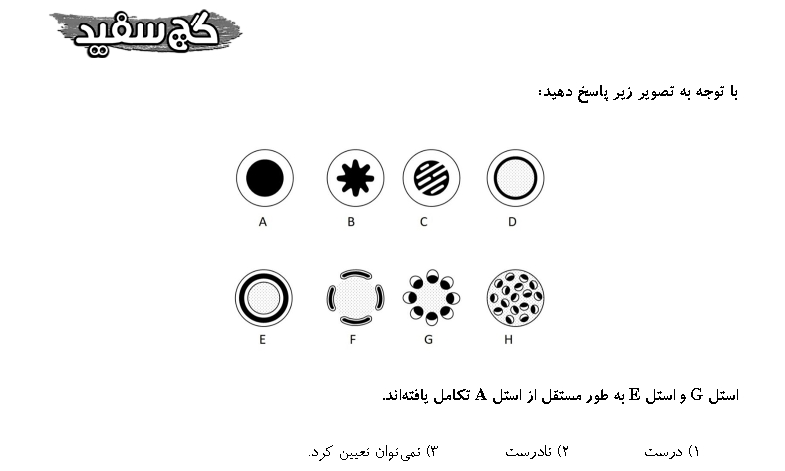 گچ سفید
با توجه به تصویر زیر پاسخ دهید:
A B C D
E F G H
استل G و استل E به طور مستقل از استل A تکامل یافته‌اند.
۱) درست ۲) نادرست ۳) نمی‌توان تعیین کرد.